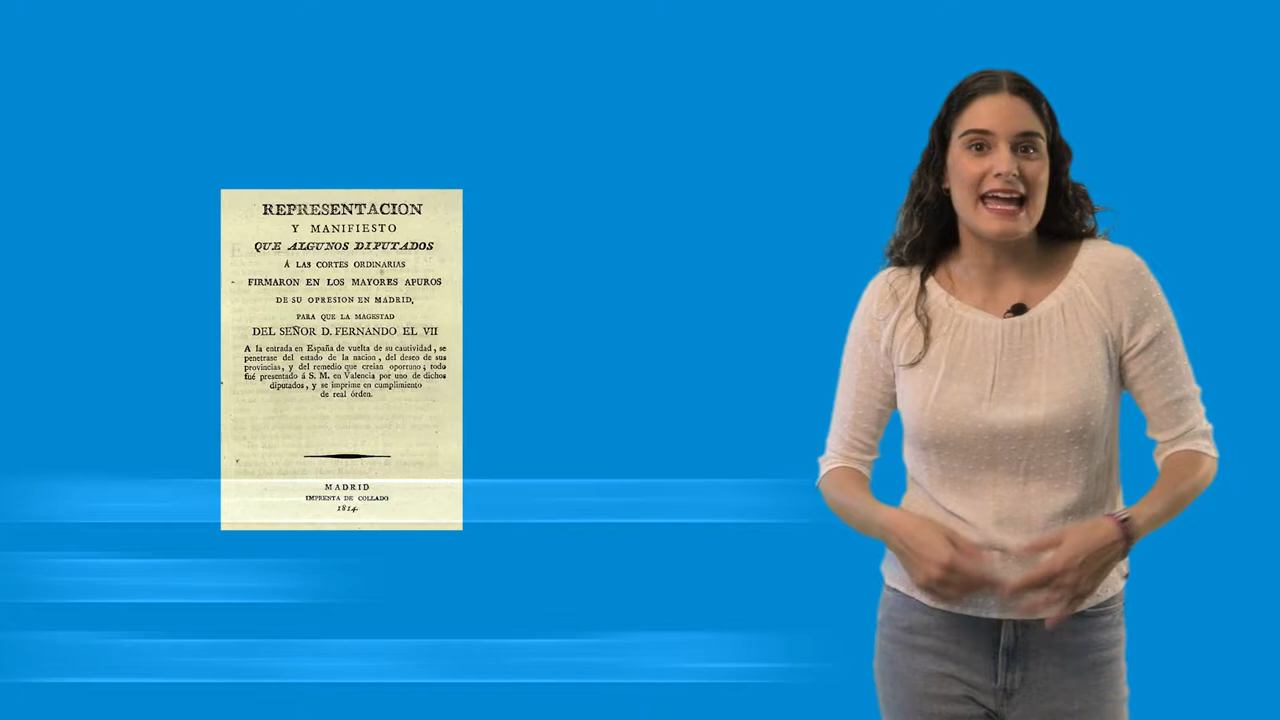 REPRESENTACION
Y MANIFIESTO
QUE ALGUNOS DIPUTADOS
Á LAS CORTES ORDINARIAS
FIRMARON EN LOS MAYORES APUROS
DE SU OPRESION EN MADRID,
PARA QUE LA MAGESTAD
DEL SEÑOR D. FERNANDO EL VII
A la entrada en España de vuelta de su cautividad, se
penetrase del estado de la nacion, del deseo de sus
provincias, y del remedio que creian oportuno; todo
fué presentado á S. M. en Valencia por uno de dichos
diputados, y se imprime en cumplimiento
de real órden.
MADRID
IMPRENTA DE COLLADO
1814.